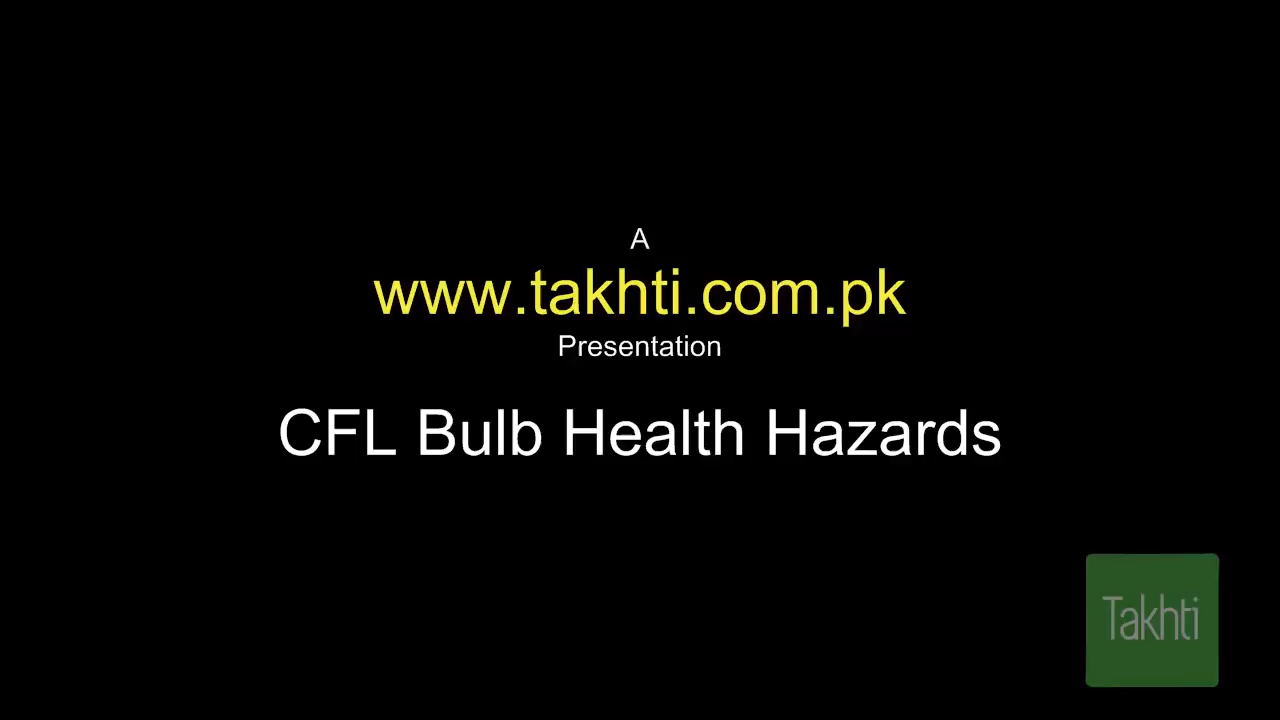 A
www.takhti.com.pk
Presentation
CFL Bulb Health Hazards
Takhti